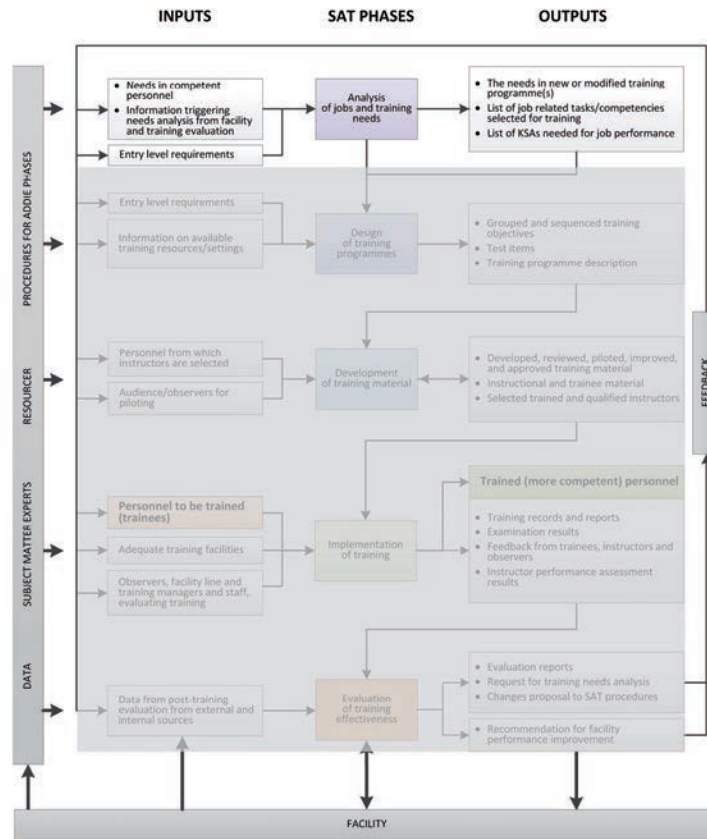 INPUTS
SAT PHASES
OUTPUTS
PROCEDURES FOR ADDIE PHASES
RESOURCER
SUBJECT MATTER EXPERTS
DATA
• Needs in competent
personnel
• Information triggering
needs analysis from facility
and training evaluation
Entry level requirements
Analysis
of jobs and training
needs
• The needs in new or modified training
programme(s)
• List of job related tasks/competencies
selected for training
• List of KSAs needed for job performance
Entry level requirements
Information on available
training resources/settings
Design
of training
programmes
• Grouped and sequenced training
objectives
• Test items
• Training programme description
Personnel from which
instructors are selected
Audience/observers for
piloting
Development
of training material
• Developed, reviewed, piloted, improved,
and approved training material
• Instructional and trainee material
• Selected trained and qualified instructors
FEEDBACK
Personnel to be trained
(trainees)
Adequate training facilities
Observers, facility line and
training managers and staff,
evaluating training
Implementation
of training
Trained (more competent) personnel
• Training records and reports
• Examination results
• Feedback from trainees, instructors and
observers
• Instructor performance assessment
results
Data from post-training
evaluation from external and
internal sources
Evaluation
of training
effectiveness
• Evaluation reports
• Request for training needs analysis
• Changes proposal to SAT procedures
• Recommendation for facility
performance improvement
FACILITY